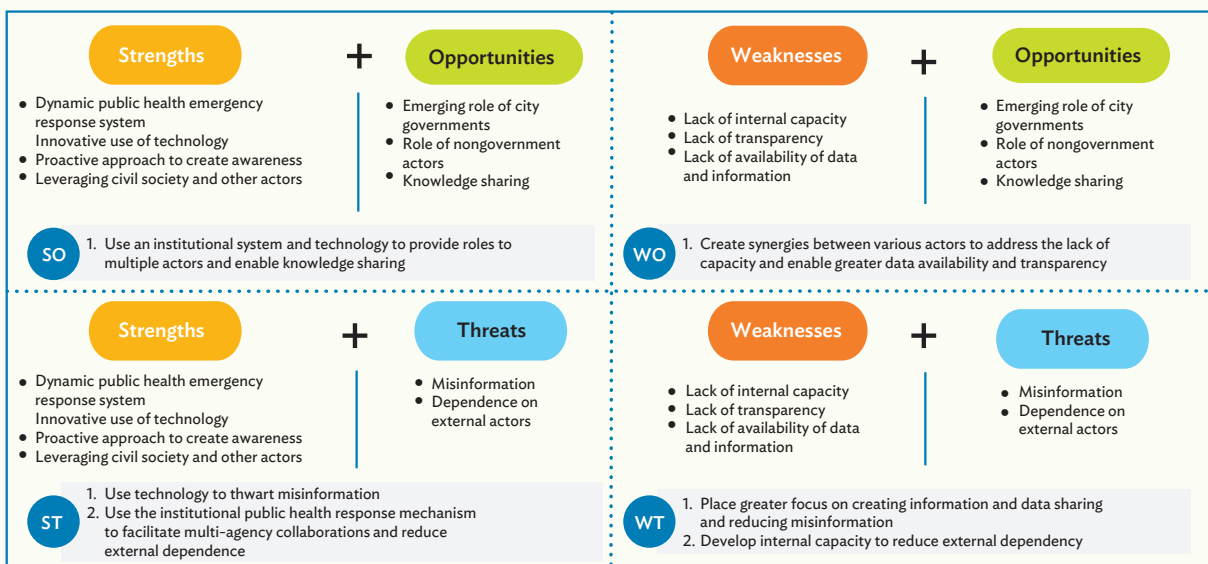 Strengths
+
Opportunities
• Dynamic public health emergency
response system
Innovative use of technology
• Proactive approach to create awareness
• Leveraging civil society and other actors
• Emerging role of city
governments
• Role of nongovernment
actors
• Knowledge sharing
SO
1. Use an institutional system and technology to provide roles to
multiple actors and enable knowledge sharing
Weaknesses
+
Opportunities
• Lack of internal capacity
• Lack of transparency
• Lack of availability of data
and information
• Emerging role of city
governments
• Role of nongovernment
actors
• Knowledge sharing
WO
1. Create synergies between various actors to address the lack of
capacity and enable greater data availability and transparency
Strengths
+
Threats
• Dynamic public health emergency
response system
Innovative use of technology
• Proactive approach to create awareness
• Leveraging civil society and other actors
• Misinformation
• Dependence on
external actors
ST
1. Use technology to thwart misinformation
2. Use the institutional public health response mechanism
to facilitate multi-agency collaborations and reduce
external dependence
Weaknesses
+
Threats
• Lack of internal capacity
• Lack of transparency
• Lack of availability of data
and information
• Misinformation
• Dependence on
external actors
WT
1. Place greater focus on creating information and data sharing
and reducing misinformation
2. Develop internal capacity to reduce external dependency